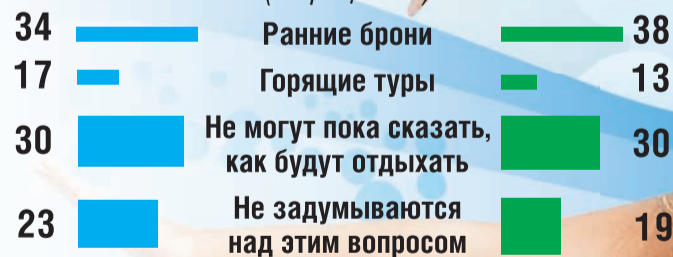 34 Ранние брони 38
17 Горящие туры 13
30 Не могут пока сказать, 30
как будут отдыхать
23 Не задумываются 19
над этим вопросом